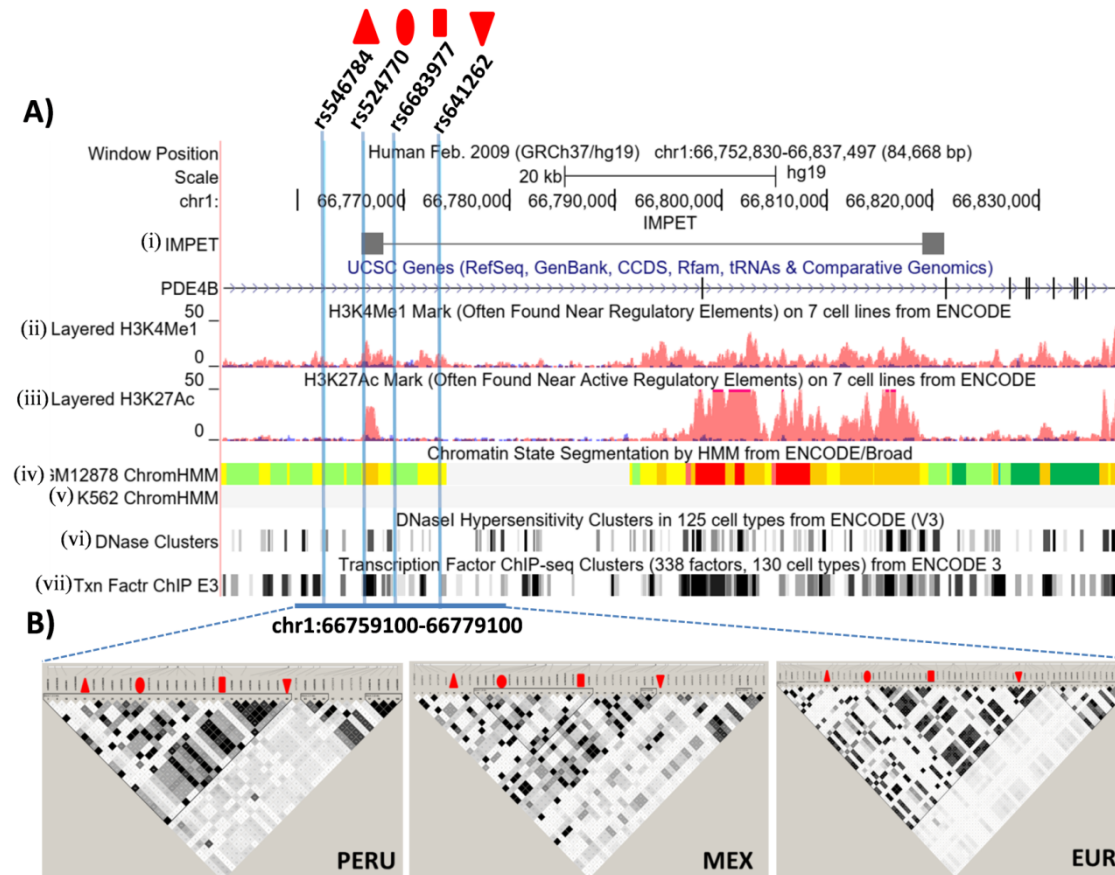 rs546784
rs524770
rs6683977
rs641262
A)
Window Position
Human Feb. 2009 (GRCh37/hg19) chr1:66,752,830-66,837,497 (84,668 bp)
Scale
20 kb
hg19
chr1:
66,770,000
66,780,000
66,790,000
66,800,000
66,810,000
66,820,000
66,830,000
IMPET
(i) IMPET
UCSC Genes (RefSeq, GenBank, CCDS, Rfam, tRNAs & Comparative Genomics)
PDE4B
H3K4Me1 Mark (Often Found Near Regulatory Elements) on 7 cell lines from ENCODE
50
(ii) Layered H3K4Me1
0
H3K27Ac Mark (Often Found Near Active Regulatory Elements) on 7 cell lines from ENCODE
50
(iii) Layered H3K27Ac
0
Chromatin State Segmentation by HMM from ENCODE/Broad
(iv) GM12878 ChromHMM
(v) K562 ChromHMM
DNaseI Hypersensitivity Clusters in 125 cell types from ENCODE (V3)
(vi) DNase Clusters
Transcription Factor ChIP-seq Clusters (338 factors, 130 cell types) from ENCODE 3
(vii) Txn Factr ChIP E3
B)
chr1:66759100-66779100
PERU
MEX
EUR